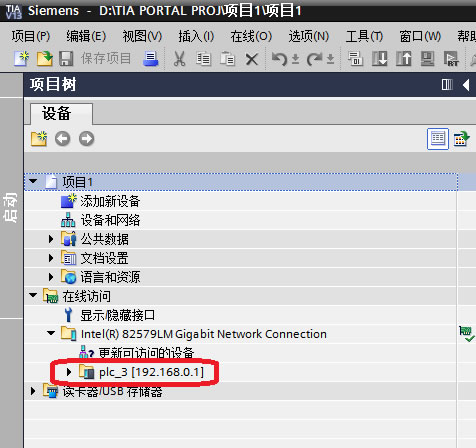 TIA V13 Siemens - D:\TIA PORTAL PROJ\项目1\项目1
项目(P) 编辑(E) 视图(V) 插入(I) 在线(O) 选项(N) 工具(T) 窗口(W) 帮助
保存项目
项目树
设备
启动
项目1
添加新设备
设备和网络
公共数据
文档设置
语言和资源
在线访问
显示/隐藏接口
Intel(R) 82579LM Gigabit Network Connection
更新可访问的设备
plc_3 [192.168.0.1]
读卡器/USB 存储器